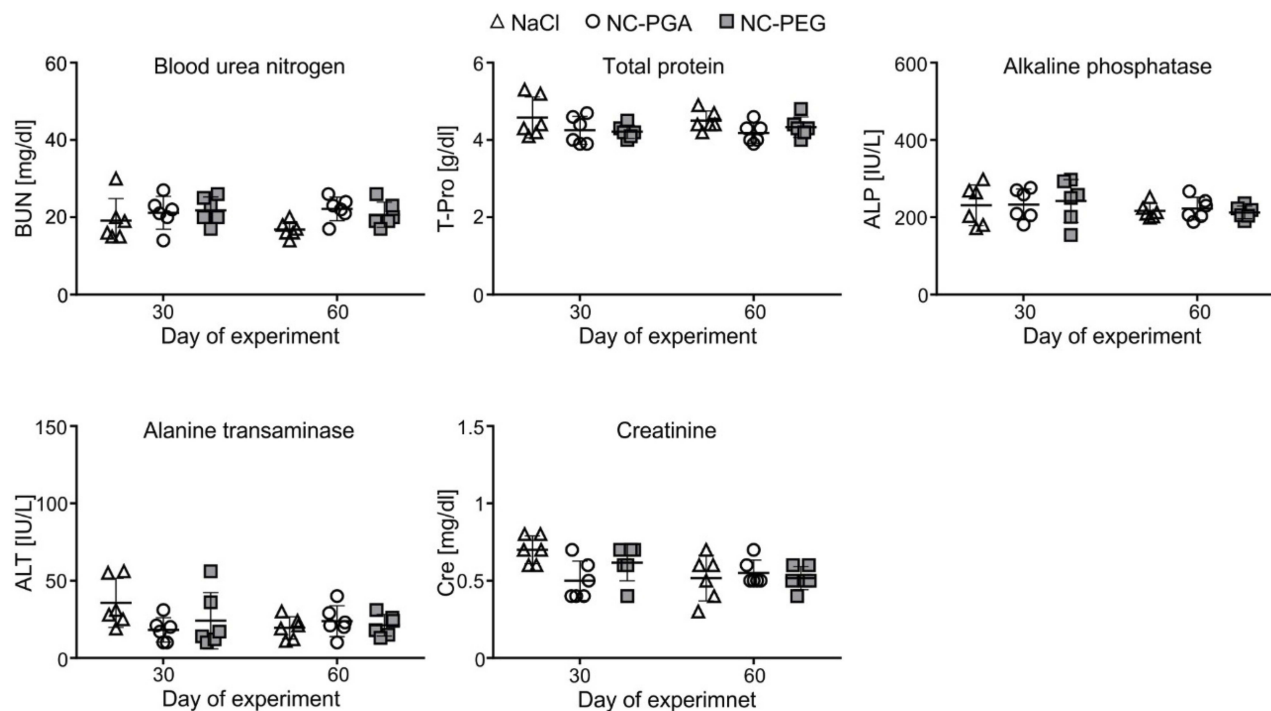 NaCl NC-PGA NC-PEG
Blood urea nitrogen
BUN [mg/dl]
60
40
20
0
30 60
Day of experiment
Total protein
T-Pro [g/dl]
6
4
2
0
30 60
Day of experiment
Alkaline phosphatase
ALP [IU/L]
600
400
200
0
30 60
Day of experiment
Alanine transaminase
ALT [IU/L]
150
100
50
0
30 60
Day of experiment
Creatinine
Cre [mg/dl]
1.5
1
0.5
0
30 60
Day of experimnet